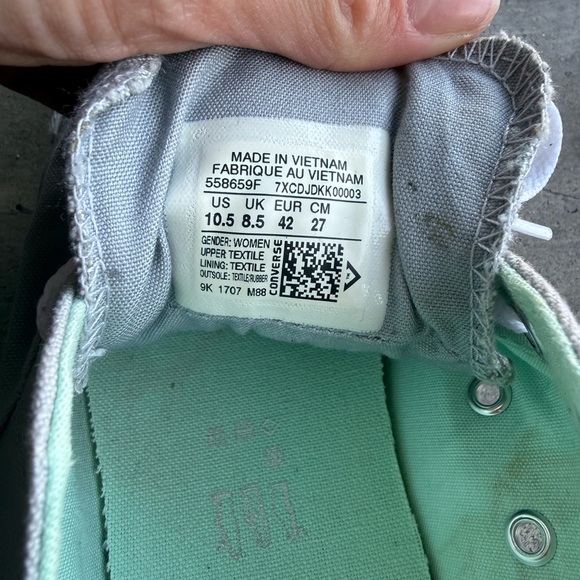 MADE IN VIETNAM
FABRIQUE AU VIETNAM
558659F 7XCDJDKK00003
US UK EUR CM
10.5 8.5 42 27
GENDER: WOMEN
UPPER TEXTILE
LINING: TEXTILE
OUTSOLE: TEXTILE/RUBBER
9K 1707 M88
CONVERSE